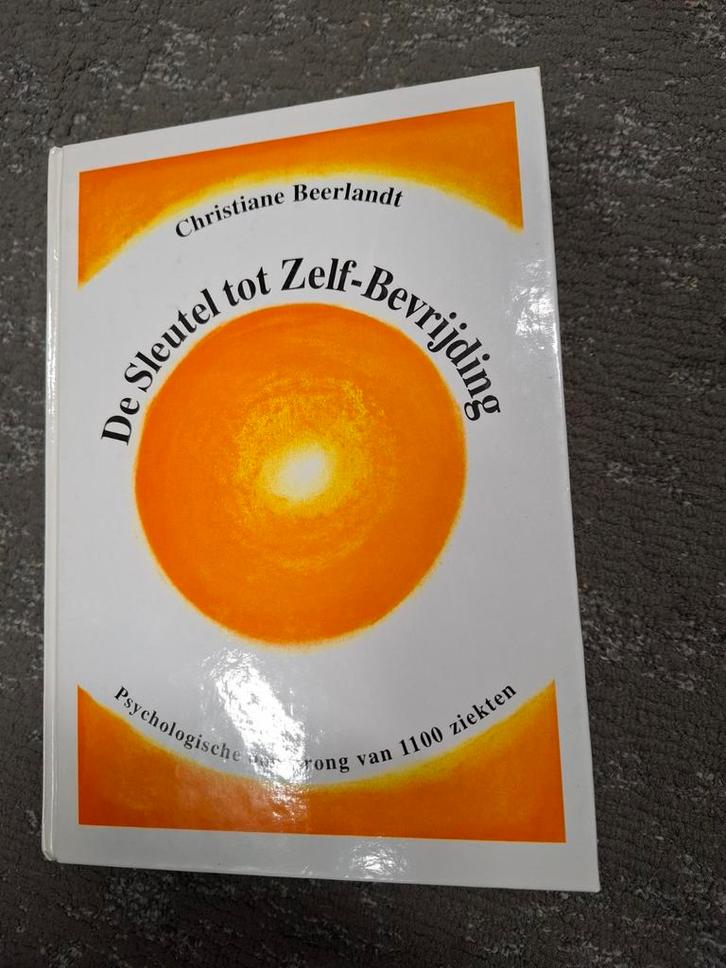 Christiane Beerlandt
De Sleutel tot Zelf-Bevrijding
Psychologische van 1100 ziekten